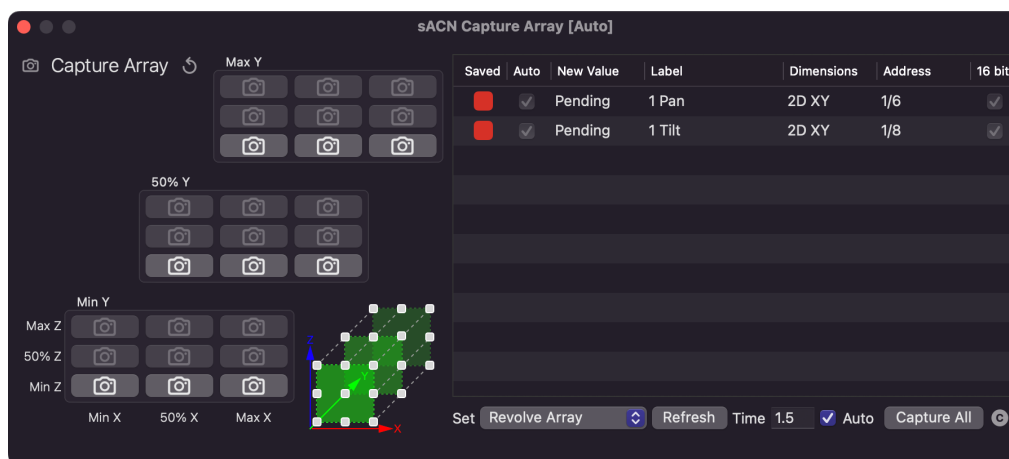 sACN Capture Array [Auto]
Capture Array
Max Y
50% Y
Min Y
Max Z
50% Z
Min Z
Min X 50% X Max X
Z
Y
X
Saved Auto New Value Label Dimensions Address 16 bit
Pending 1 Pan 2D XY 1/6
Pending 1 Tilt 2D XY 1/8
Set Revolve Array Refresh Time 1.5 Auto Capture All C